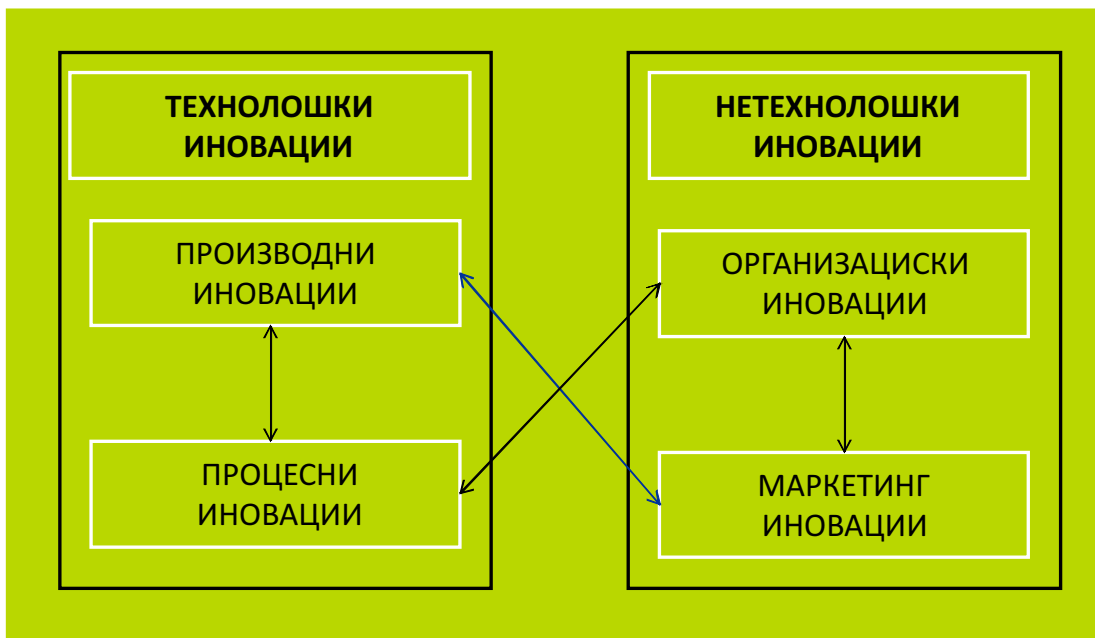 ТЕХНОЛОШКИ
ИНОВАЦИИ
ПРОИЗВОДНИ
ИНОВАЦИИ
ПРОЦЕСНИ
ИНОВАЦИИ
НЕТЕХНОЛОШКИ
ИНОВАЦИИ
ОРГАНИЗАЦИСКИ
ИНОВАЦИИ
МАРКЕТИНГ
ИНОВАЦИИ